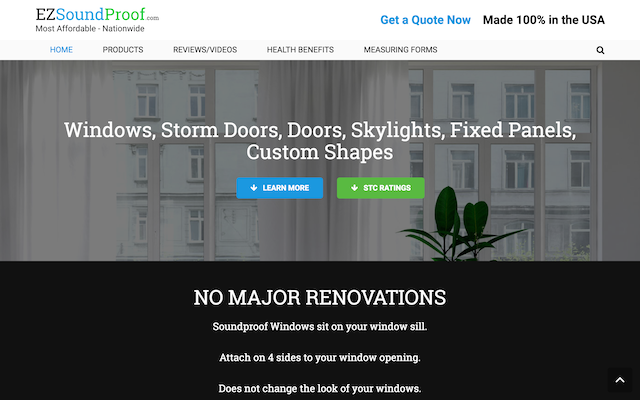 EZSoundProof.com
Most Affordable - Nationwide
Get a Quote Now Made 100% in the USA
HOME PRODUCTS REVIEWS/VIDEOS HEALTH BENEFITS MEASURING FORMS
Windows, Storm Doors, Doors, Skylights, Fixed Panels,
Custom Shapes
LEARN MORE STC RATINGS
NO MAJOR RENOVATIONS
Soundproof Windows sit on your window sill.
Attach on 4 sides to your window opening.
Does not change the look of your windows.